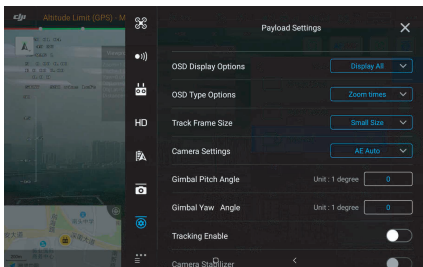 dji
Altitude Limit (GPS) - M
Payload Settings
OSD Display Options
Display All
OSD Type Options
Zoom times
Track Frame Size
Small Size
HD
Camera Settings
AE Auto
Gimbal Pitch Angle
Unit : 1 degree
0
Gimbal Yaw Angle
Unit : 1 degree
0
Tracking Enable
Camera Stabilizer